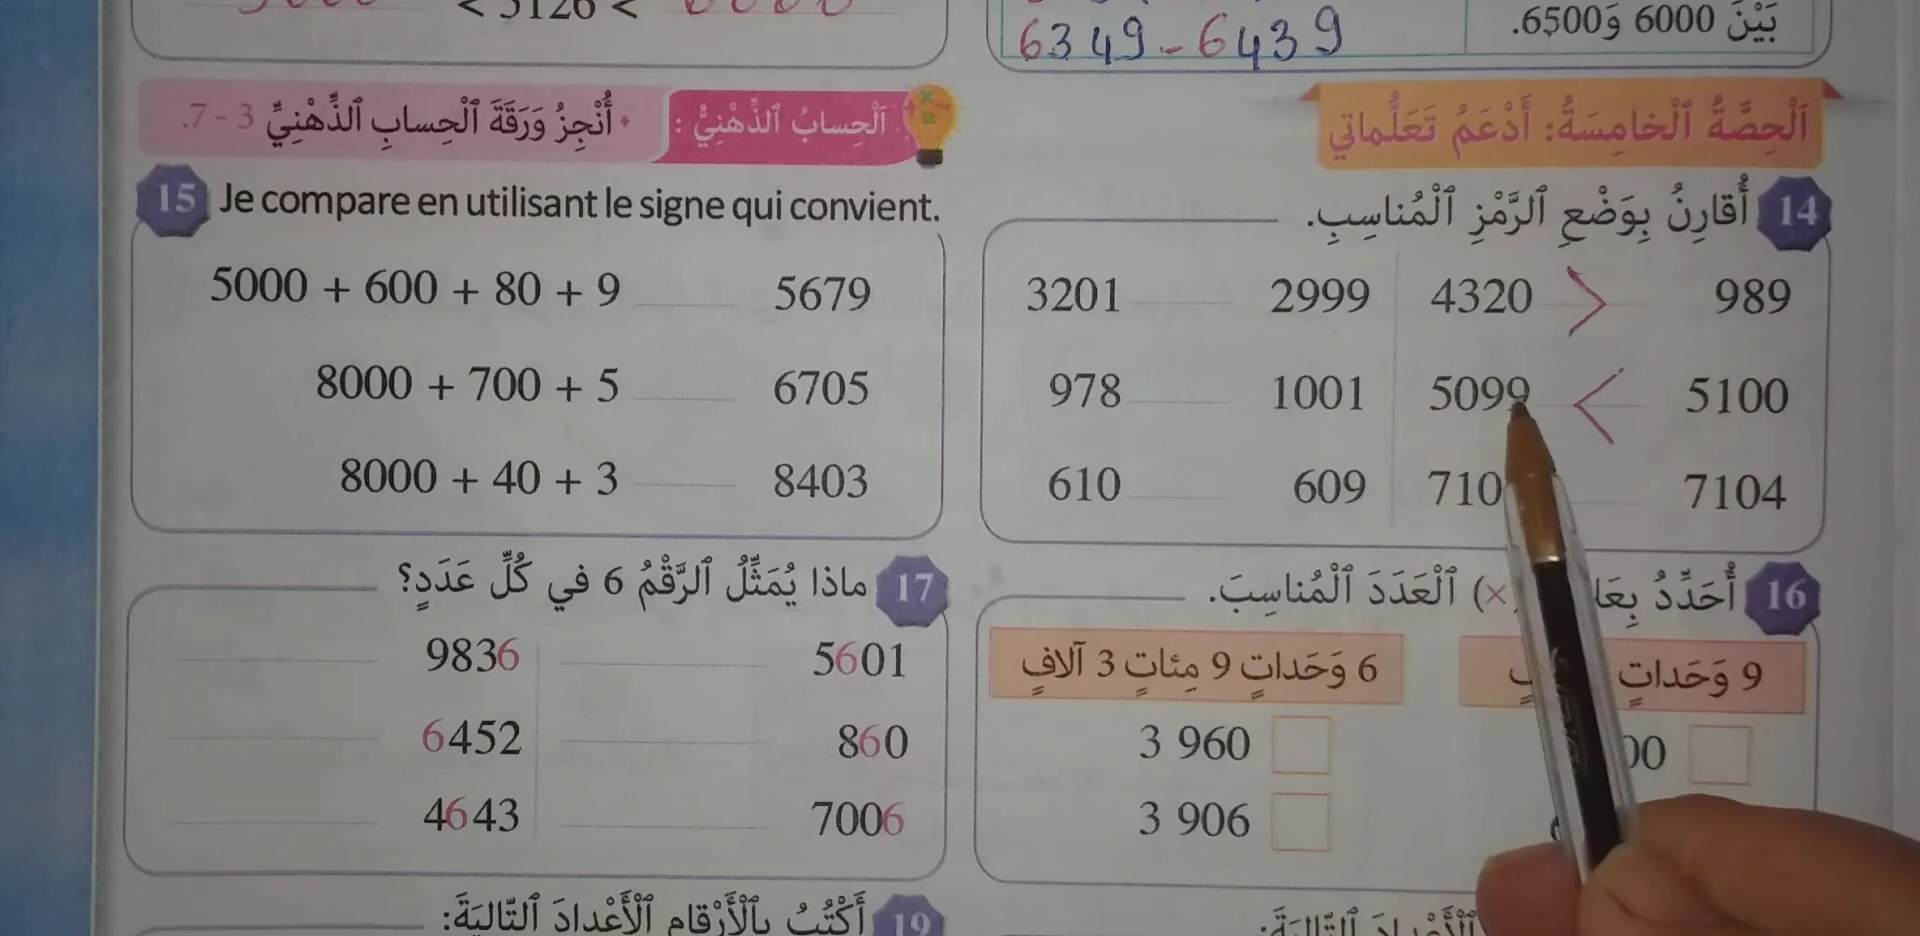 بَيْنَ 6000 وَ6500.
6349 - 6439
< 5126 <
اَلْحِصَّةُ ٱلْخامِسَةُ: أَدْعَمُ تَعَلُّماتي
اَلْحِسابُ ٱلذِّهْنِيُّ :
• أُنْجِزُ وَرَقَةَ ٱلْحِسابِ ٱلذِّهْنِيِّ 3 - 7.
14 أُقارِنُ بِوَضْعِ ٱلرَّمْزِ ٱلْمُناسِبِ.
3201 2999 4320 > 989
978 1001 5099 < 5100
610 609 710 7104
15 Je compare en utilisant le signe qui convient.
5000 + 600 + 80 + 9 5679
8000 + 700 + 5 6705
8000 + 40 + 3 8403
16 أُحَدِّدُ (×) ٱلْعَدَدَ ٱلْمُناسِبَ.
9 وَحَداتٍ
6 وَحَداتٍ 9 مِئاتٍ 3 آلافٍ
3 960
3 906
17 ماذا يُمَثِّلُ ٱلرَّقْمُ 6 في كُلِّ عَدَدٍ؟
9836 5601
6452 860
4643 7006
19 أَكْتُبُ بِٱلْأَرْقامِ ٱلْأَعْدادَ ٱلتّالِيَةَ:
ٱلْأَعْدادَ ٱلتّالِيَةَ: